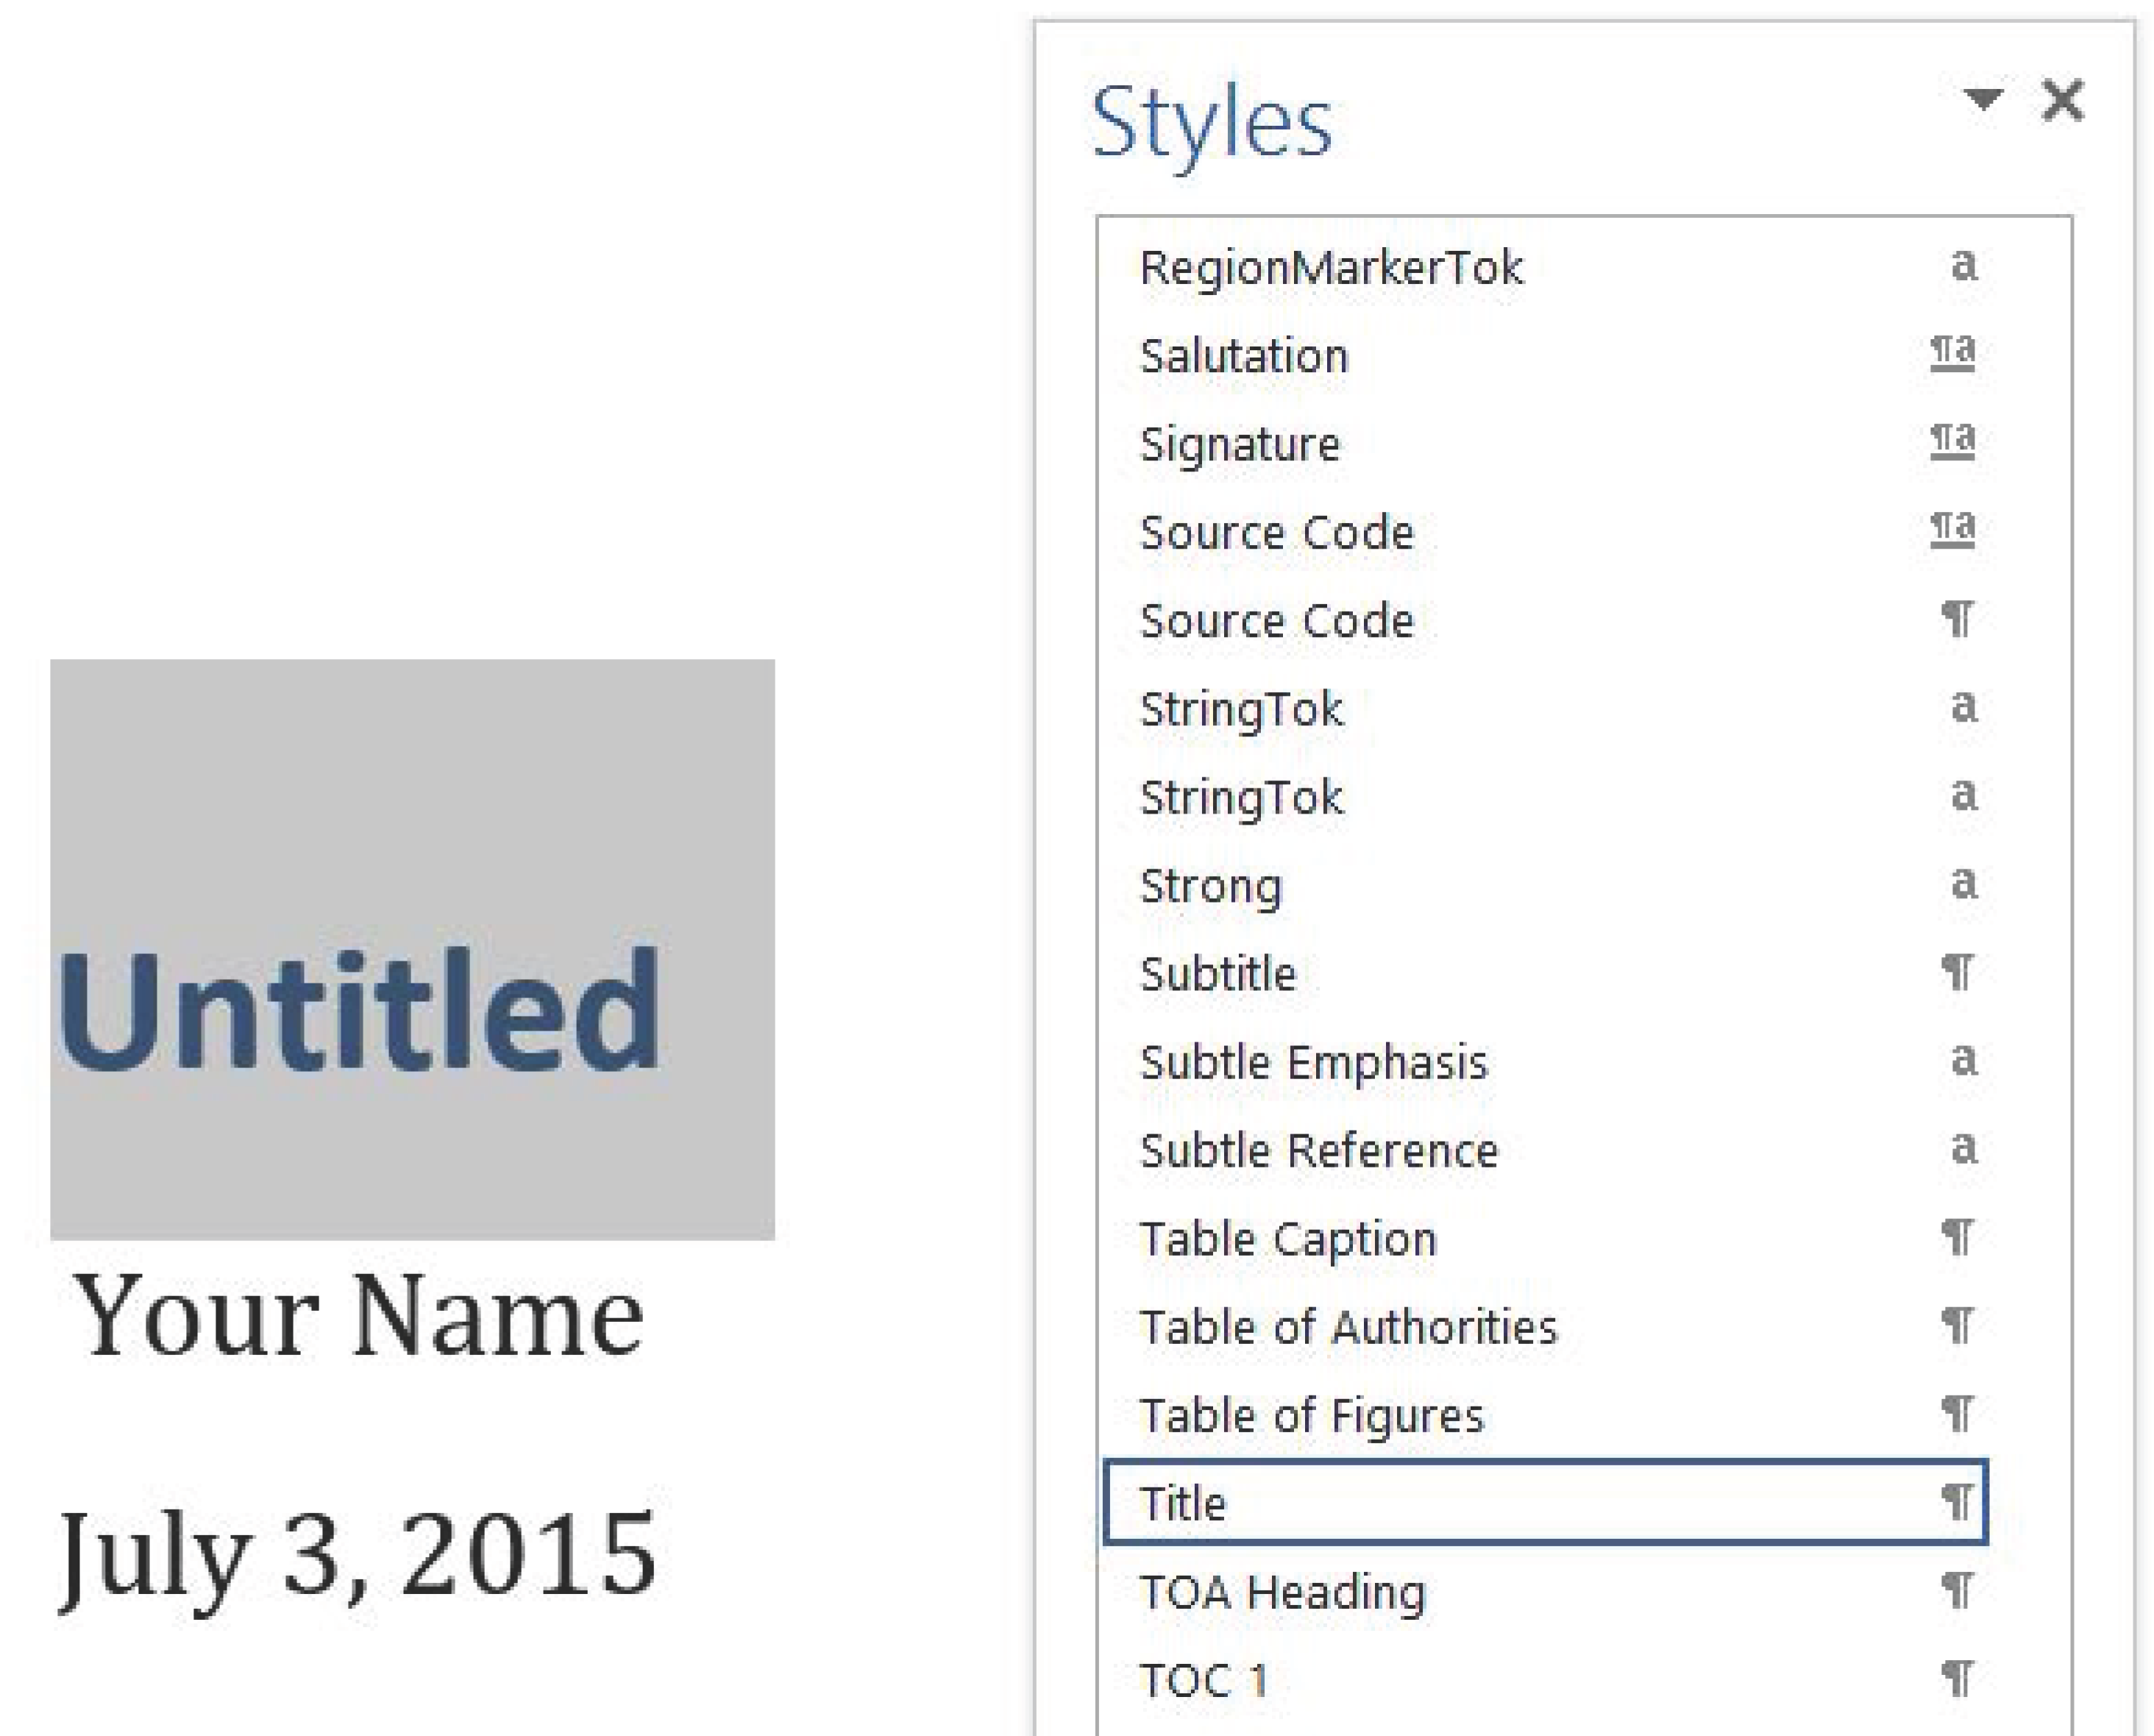 Untitled
Your Name
July 3, 2015
Styles
RegionMarkerTok a
Salutation ¶a
Signature ¶a
Source Code ¶a
Source Code ¶
StringTok a
StringTok a
Strong a
Subtitle ¶
Subtle Emphasis a
Subtle Reference a
Table Caption ¶
Table of Authorities ¶
Table of Figures ¶
Title ¶
TOA Heading ¶
TOC 1 ¶